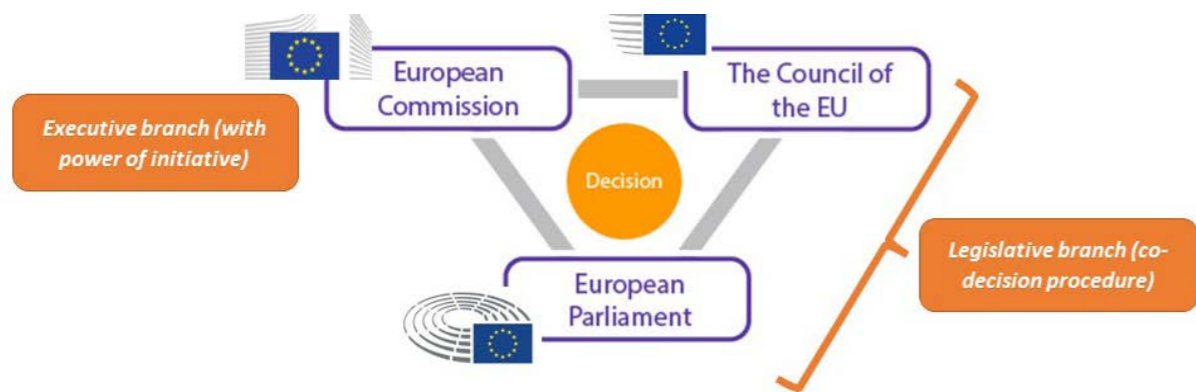 European
Commission
The Council of
the EU
Executive branch (with
power of initiative)
Decision
Legislative branch (co-
decision procedure)
European
Parliament